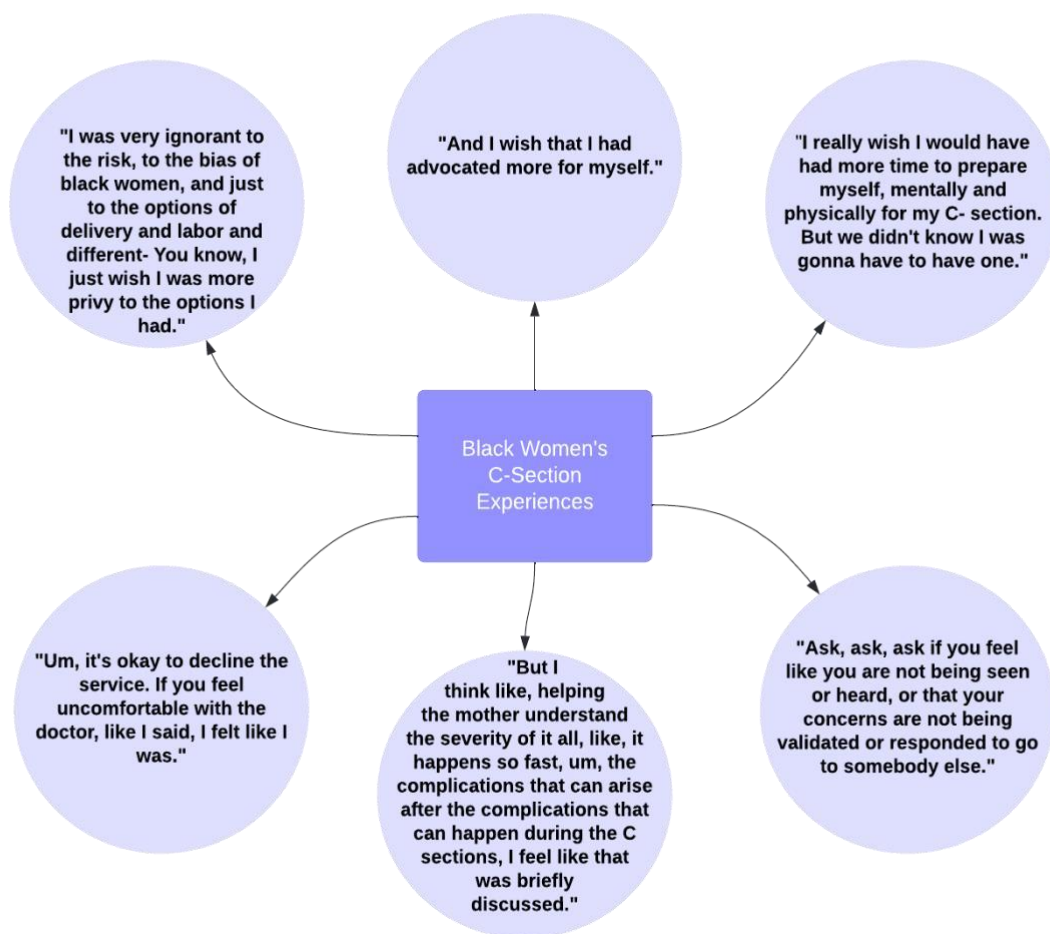 "I was very ignorant to
the risk, to the bias of
black women, and just
to the options of
delivery and labor and
different- You know, I
just wish I was more
privy to the options I
had."
"And I wish that I had
advocated more for myself."
"I really wish I would have
had more time to prepare
myself, mentally and
physically for my C- section.
But we didn't know I was
gonna have to have one."
Black Women's
C-Section
Experiences
"Um, it's okay to decline the
service. If you feel
uncomfortable with the
doctor, like I said, I felt like I
was."
"But I
think like, helping
the mother understand
the severity of it all, like, it
happens so fast, um, the
complications that can arise
after the complications that
can happen during the C
sections, I feel like that
was briefly
discussed."
"Ask, ask, ask if you feel
like you are not being seen
or heard, or that your
concerns are not being
validated or responded to go
to somebody else."